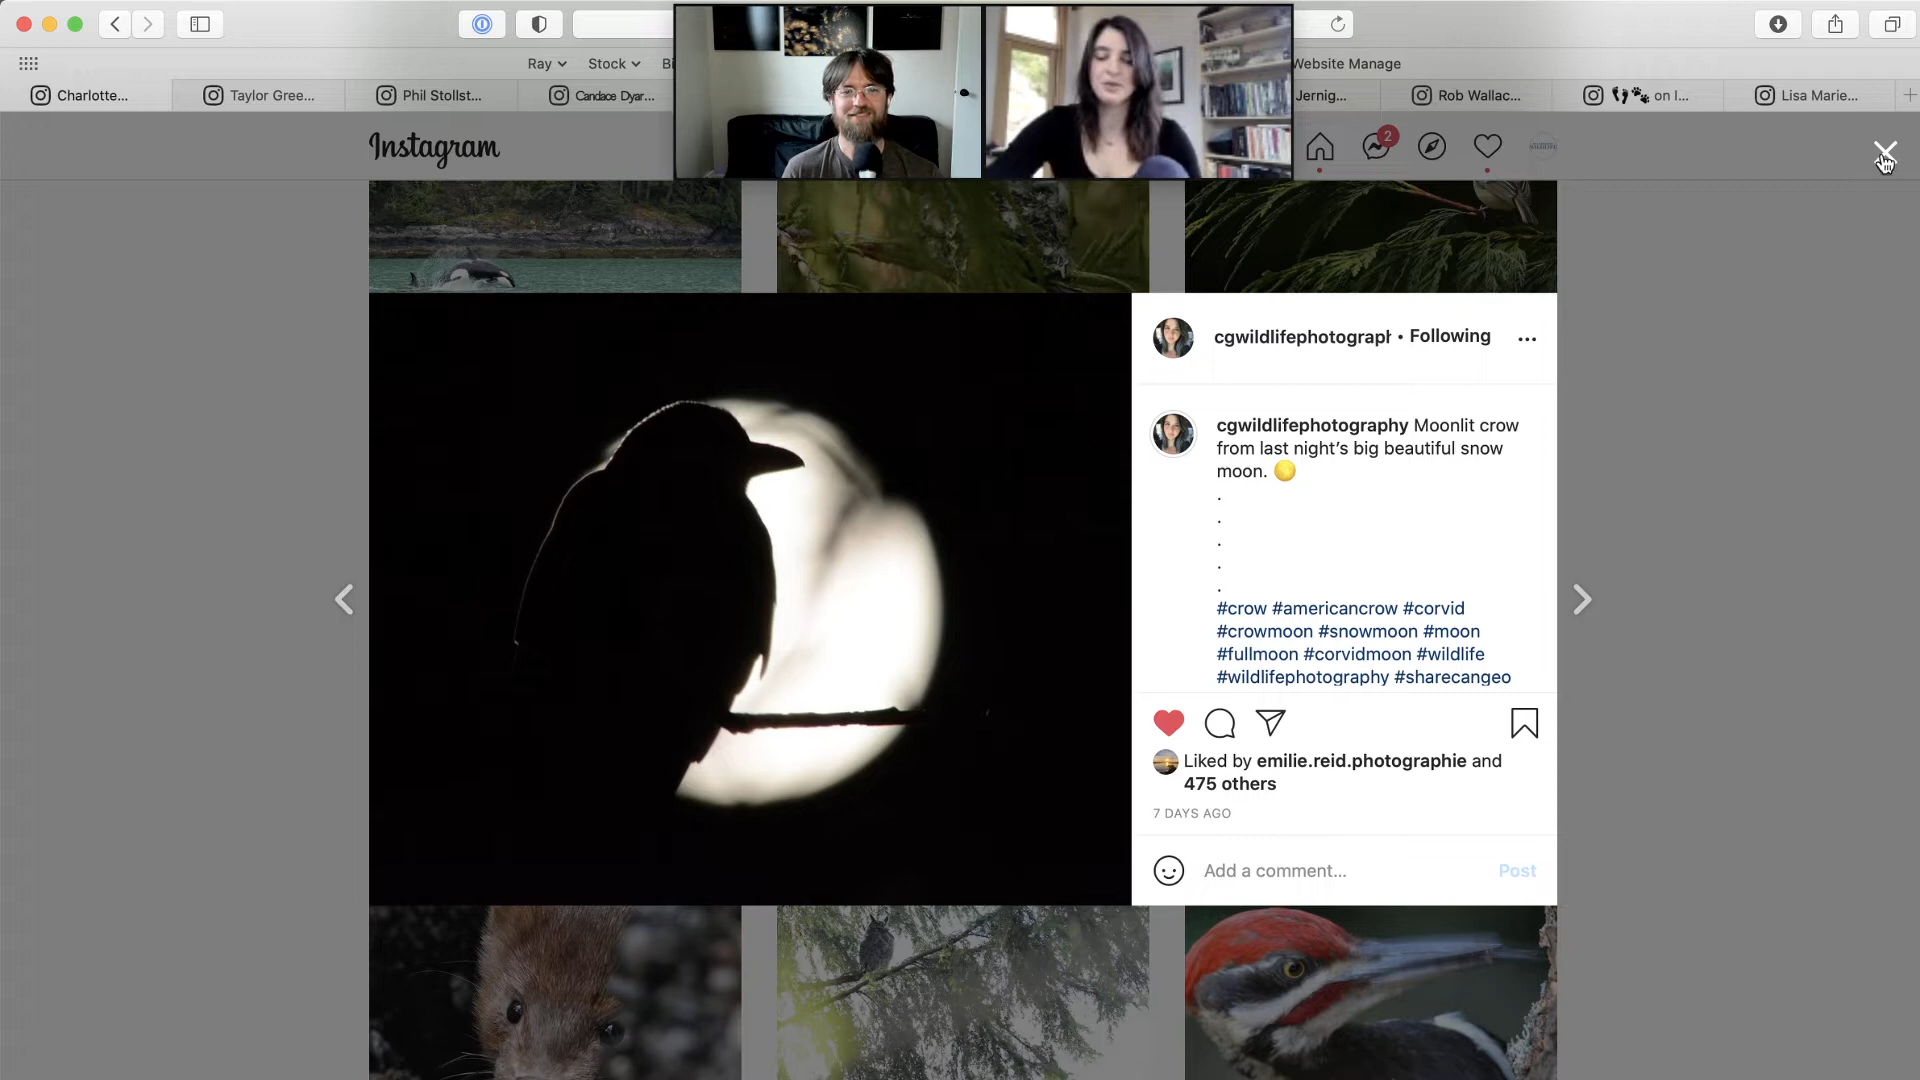 Ray Stock Bi Website Manage
Charlotte... Taylor Gree... Phil Stollst... Candace Dyar... Jernig... Rob Wallac... on I... Lisa Marie...
Instagram
2
cgwildlifephotograph • Following
cgwildlifephotography Moonlit crow
from last night's big beautiful snow
moon.
.
.
.
.
.
#crow #americancrow #corvid
#crowmoon #snowmoon #moon
#fullmoon #corvidmoon #wildlife
#wildlifephotography #sharecangeo
Liked by emilie.reid.photographie and
475 others
7 DAYS AGO
Add a comment... Post